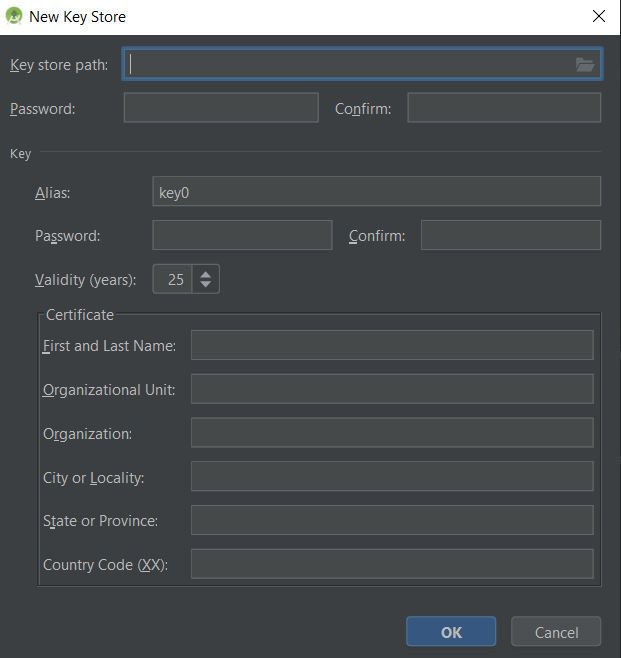 New Key Store
Key store path:
Password: Confirm:
Key
Alias: key0
Password: Confirm:
Validity (years): 25
Certificate
First and Last Name:
Organizational Unit:
Organization:
City or Locality:
State or Province:
Country Code (XX):
OK Cancel